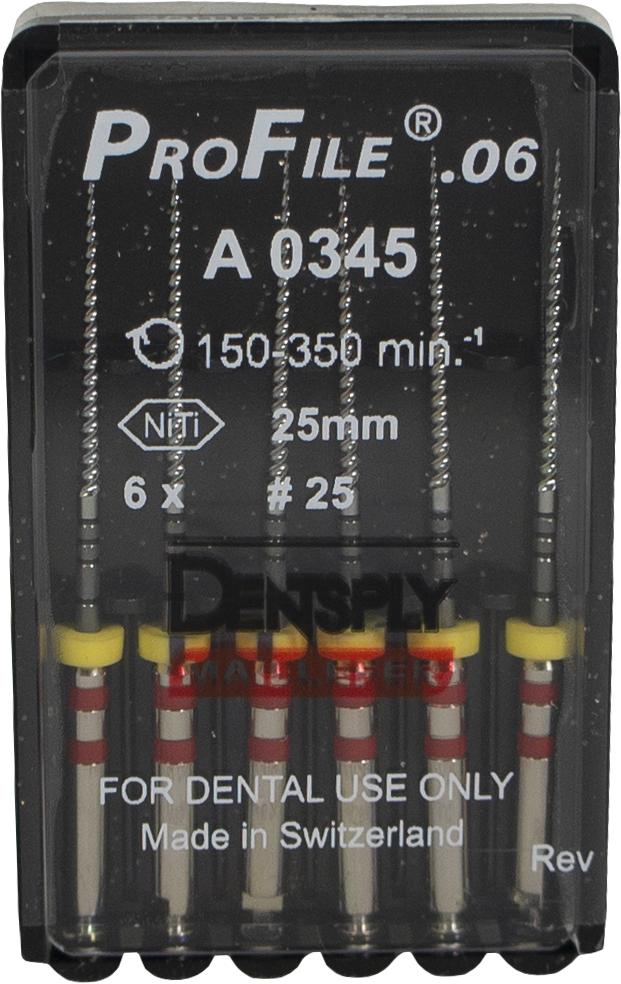 PROFILE® .06
A 0345
150-350 min.-1
NiTi 25mm
6 x # 25
DENTSPLY
MAILLEFER
FOR DENTAL USE ONLY
Made in Switzerland
Rev